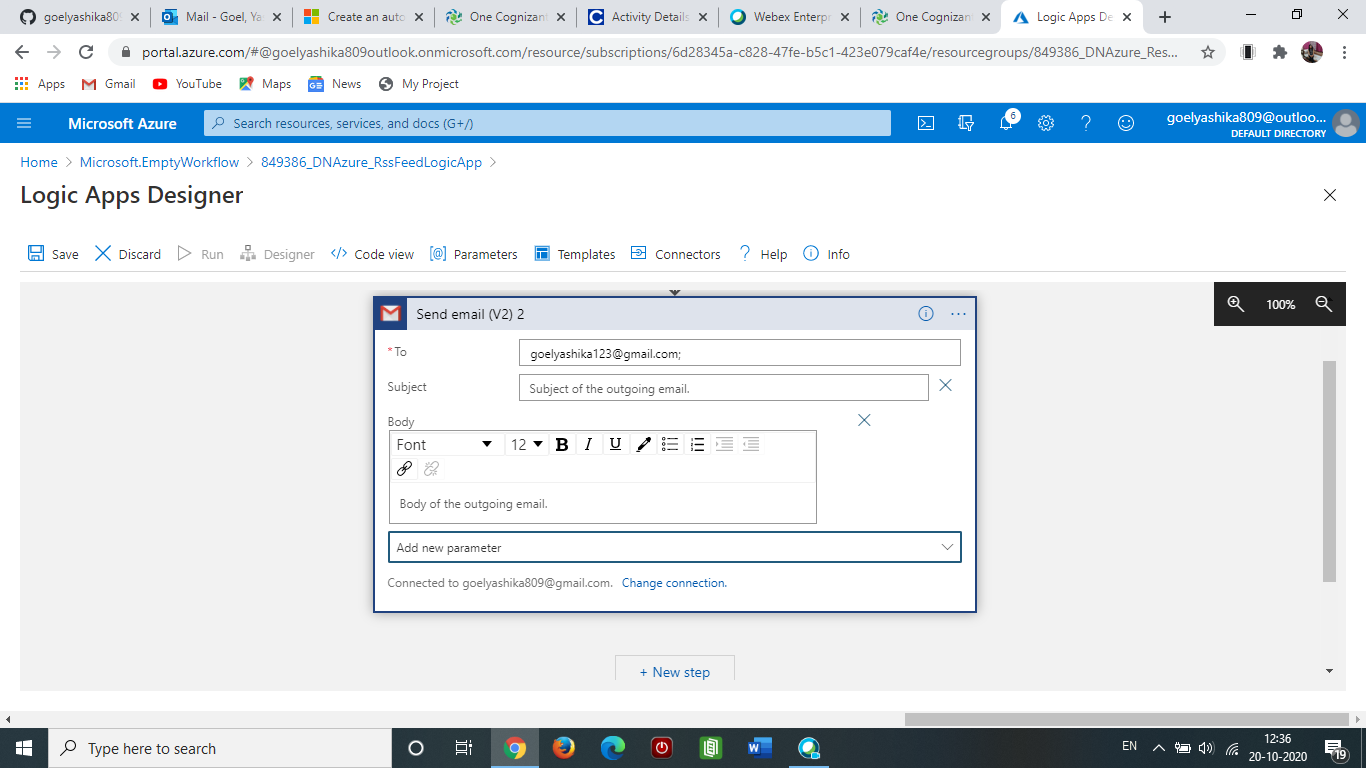 goelyashika80
Mail - Goel, Ya
Create an auto
One Cognizan
Activity Details
Webex Enterp
One Cognizan
Logic Apps De
portal.azure.com/#@goelyashika809outlook.onmicrosoft.com/resource/subscriptions/6d28345a-c828-47fe-b5c1-423e079caf4e/resourcegroups/849386_DNAzure_Res...
Apps
Gmail
YouTube
Maps
News
My Project
Microsoft Azure
Search resources, services, and docs (G+/)
6
goelyashika809@outloo...
DEFAULT DIRECTORY
Home > Microsoft.EmptyWorkflow > 849386_DNAzure_RssFeedLogicApp >
Logic Apps Designer
Save
Discard
Run
Designer
Code view
Parameters
Templates
Connectors
Help
Info
100%
Send email (V2) 2
* To
goelyashika123@gmail.com;
Subject
Subject of the outgoing email.
Body
Font
12
B
I
U
Body of the outgoing email.
Add new parameter
Connected to goelyashika809@gmail.com. Change connection.
+ New step
Type here to search
EN
12:36
20-10-2020
19